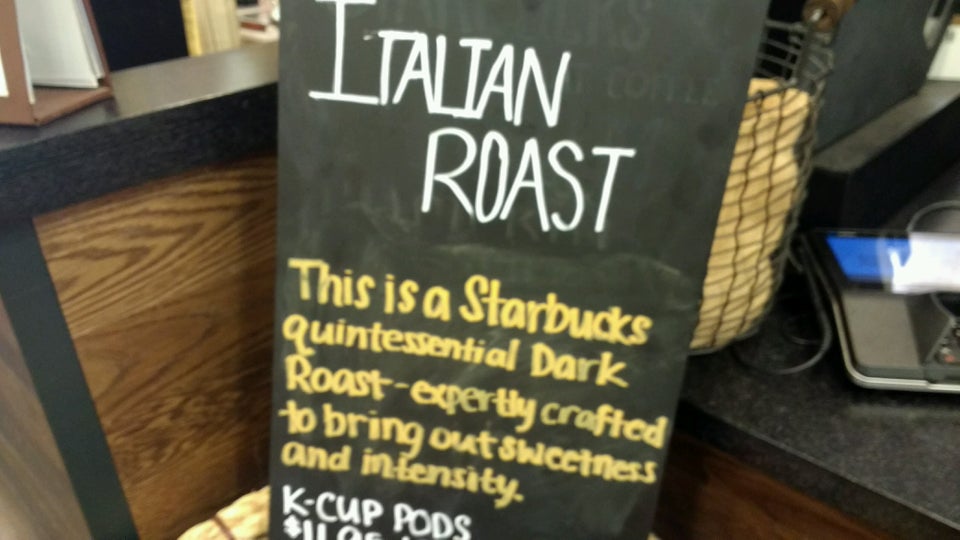 ITALIAN
ROAST
This is a Starbucks
quintessential Dark
Roast-expertly crafted
to bring out sweetness
and intensity.
K-CUP PODS